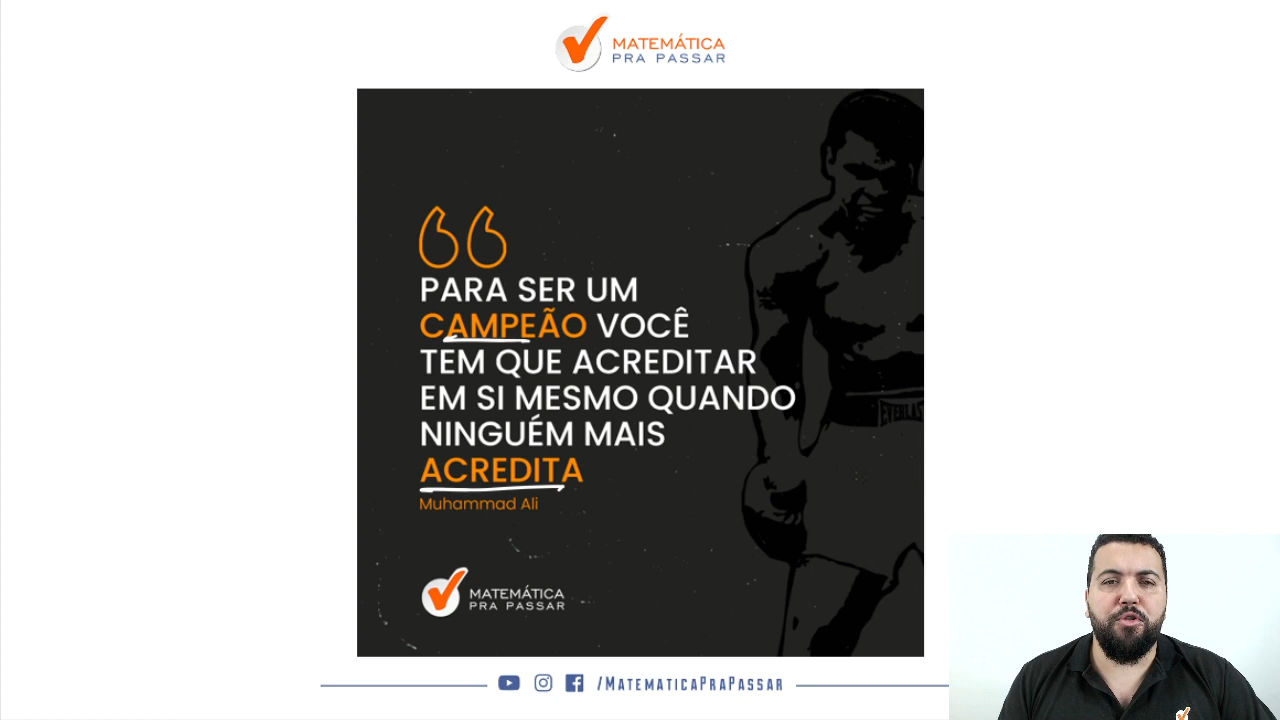 MATEMÁTICA
PRA PASSAR
PARA SER UM
CAMPEÃO VOCÊ
TEM QUE ACREDITAR
EM SI MESMO QUANDO
NINGUÉM MAIS
ACREDITA
Muhammad Ali
EVERLAS
MATEMÁTICA
PRA PASSAR
/MATEMATICAPRAPASSAR